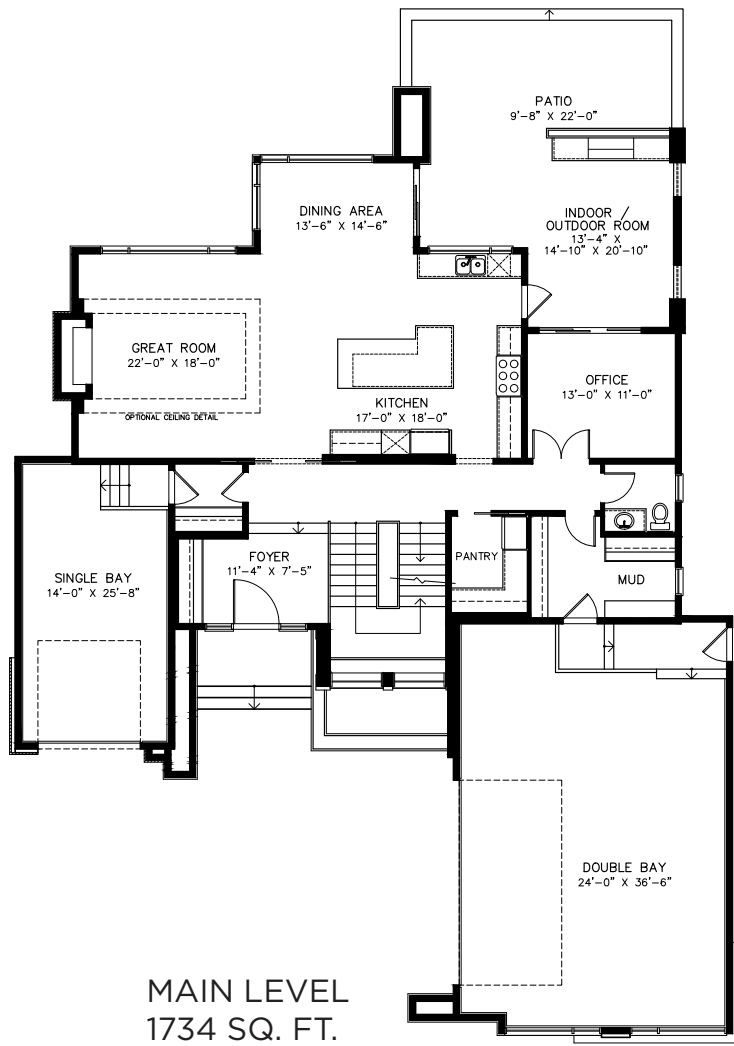 PATIO
9'-8" X 22'-0"
DINING AREA
13'-6" X 14'-6"
INDOOR /
OUTDOOR ROOM
13'-4" X
14'-10" X 20'-10"
GREAT ROOM
22'-0" X 18'-0"
OPTIONAL CEILING DETAIL
KITCHEN
17'-0" X 18'-0"
OFFICE
13'-0" X 11'-0"
FOYER
11'-4" X 7'-5"
PANTRY
MUD
SINGLE BAY
14'-0" X 25'-8"
DOUBLE BAY
24'-0" X 36'-6"
MAIN LEVEL
1734 SQ. FT.